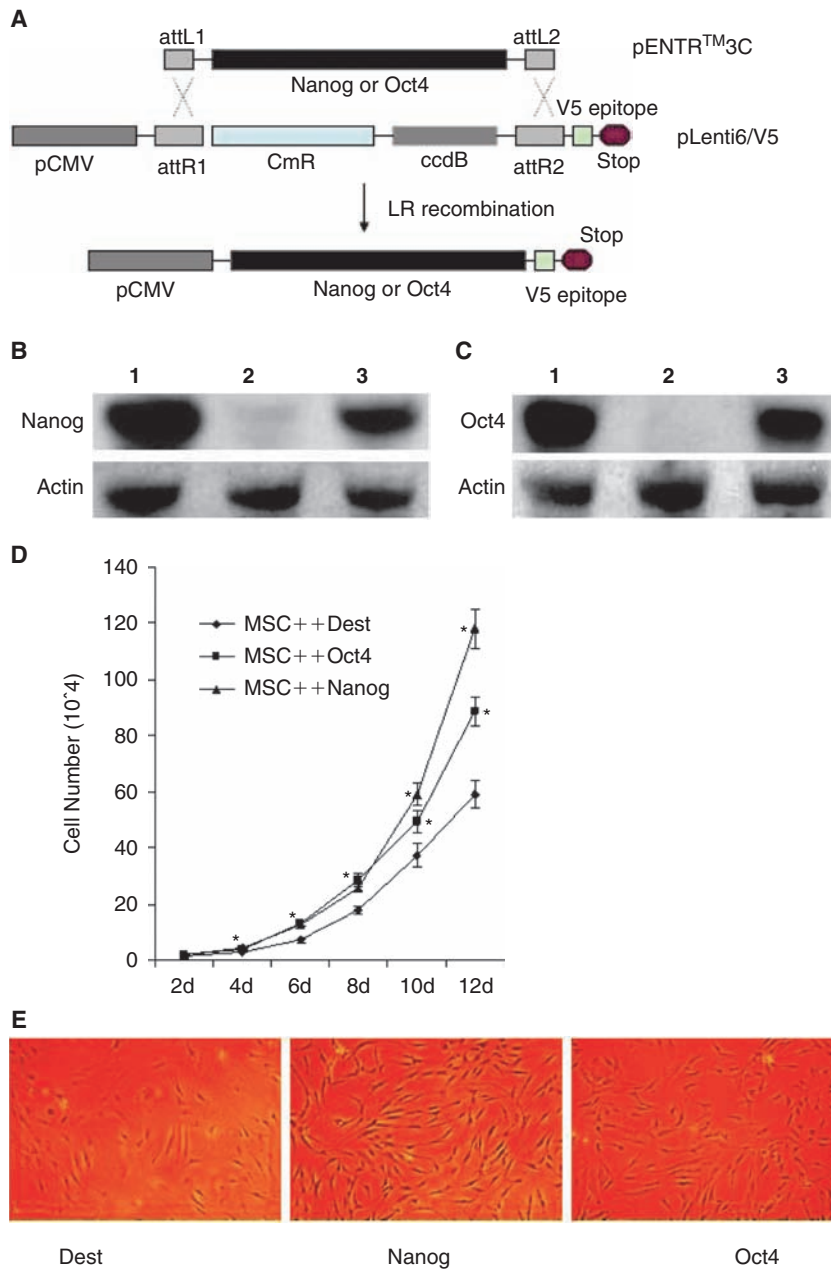 A
attL1
attL2
pENTR™3C
Nanog or Oct4
V5 epitope
pLenti6/V5
pCMV
attR1
CmR
ccdB
attR2
Stop
LR recombination
Stop
pCMV
Nanog or Oct4
V5 epitope
B
1 2 3
Nanog
Actin
C
1 2 3
Oct4
Actin
D
140
120
100
80
60
40
20
0
Cell Number (10^4)
MSC++Dest
MSC++Oct4
MSC++Nanog
* * * * * * *
2d 4d 6d 8d 10d 12d
E
Dest Nanog Oct4